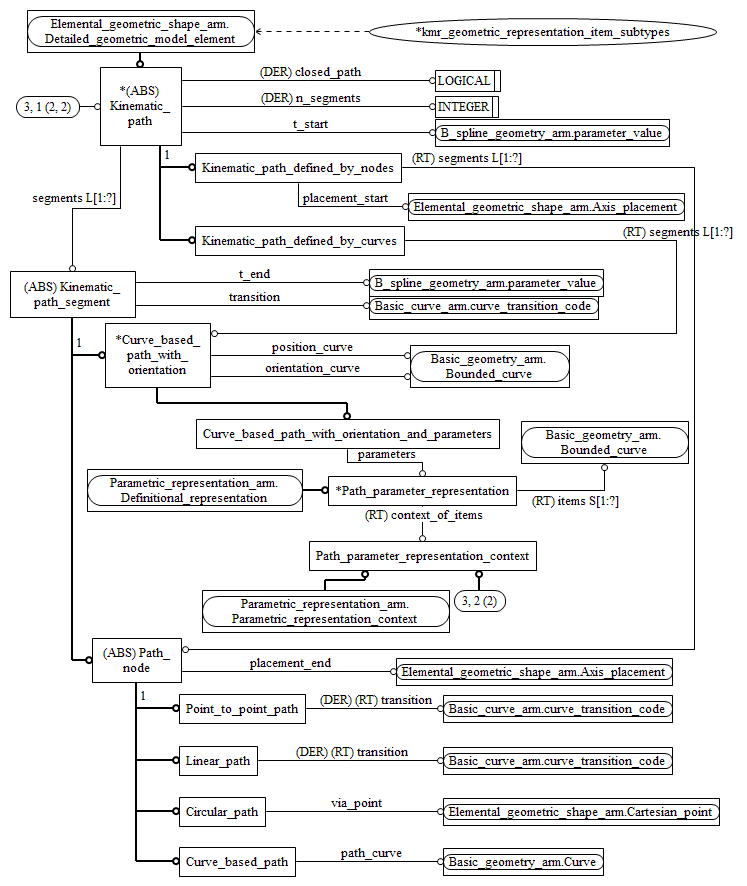 Elemental_geometric_shape_arm.
Detailed_geometric_model_element
*kmr_geometric_representation_item_subtypes
*(ABS)
Kinematic_
path
3, 1 (2, 2)
(DER) closed_path
LOGICAL
(DER) n_segments
INTEGER
t_start
B_spline_geometry_arm.parameter_value
1
(RT) segments L[1:?]
Kinematic_path_defined_by_nodes
segments L[1:?]
placement_start
Elemental_geometric_shape_arm.Axis_placement
Kinematic_path_defined_by_curves
(RT) segments L[1:?]
(ABS) Kinematic_
path_segment
t_end
B_spline_geometry_arm.parameter_value
transition
Basic_curve_arm.curve_transition_code
1
*Curve_based_
path_with_
orientation
position_curve
orientation_curve
Basic_geometry_arm.
Bounded_curve
Curve_based_path_with_orientation_and_parameters
Basic_geometry_arm.
Bounded_curve
parameters
Parametric_representation_arm.
Definitional_representation
*Path_parameter_representation
(RT) items S[1:?]
(RT) context_of_items
Path_parameter_representation_context
Parametric_representation_arm.
Parametric_representation_context
3, 2 (2)
(ABS) Path_
node
placement_end
Elemental_geometric_shape_arm.Axis_placement
1
Point_to_point_path
(DER) (RT) transition
Basic_curve_arm.curve_transition_code
Linear_path
(DER) (RT) transition
Basic_curve_arm.curve_transition_code
Circular_path
via_point
Elemental_geometric_shape_arm.Cartesian_point
Curve_based_path
path_curve
Basic_geometry_arm.Curve